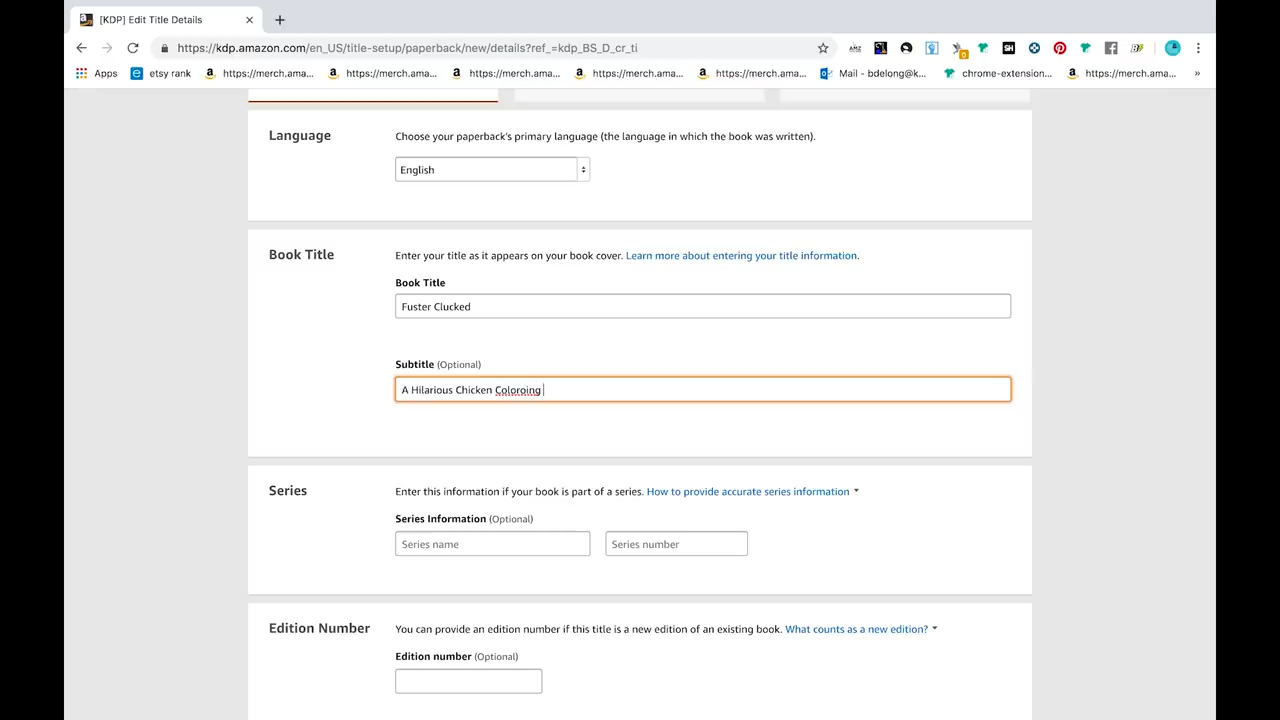 [KDP] Edit Title Details
https://kdp.amazon.com/en_US/title-setup/paperback/new/details?ref_=kdp_BS_D_cr_ti
Apps etsy rank https://merch.ama... https://merch.ama... https://merch.ama... https://merch.ama... https://merch.ama... Mail - bdelong@k... chrome-extension... https://merch.ama... »
Language
Choose your paperback's primary language (the language in which the book was written).
English
Book Title
Enter your title as it appears on your book cover. Learn more about entering your title information.
Book Title
Fuster Clucked
Subtitle (Optional)
A Hilarious Chicken Coloroing
Series
Enter this information if your book is part of a series. How to provide accurate series information
Series Information (Optional)
Series name Series number
Edition Number
You can provide an edition number if this title is a new edition of an existing book. What counts as a new edition?
Edition number (Optional)